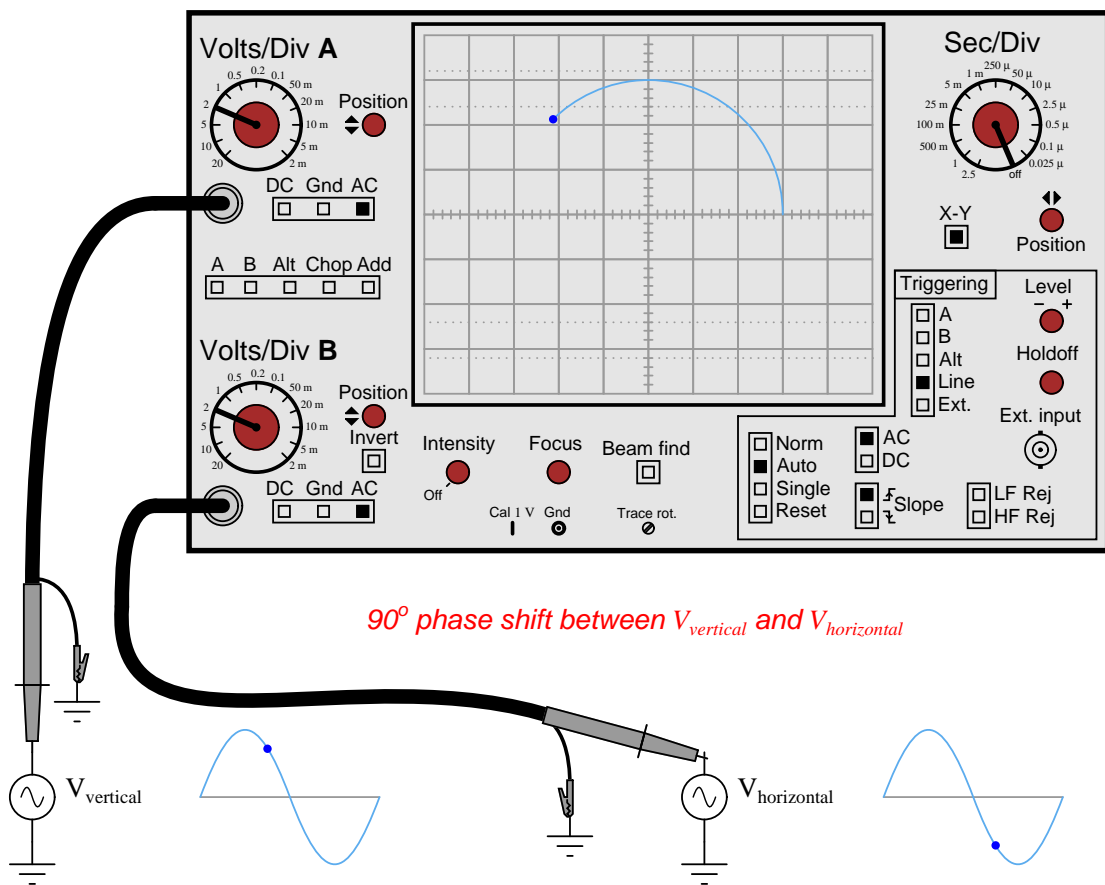 Volts/Div A
0.5 0.2 0.1
1 50 m
2 20 m
5 10 m
10 5 m
20 2 m
Position
DC Gnd AC
A B Alt Chop Add
Volts/Div B
0.5 0.2 0.1
1 50 m
2 20 m
5 10 m
10 5 m
20 2 m
Position
Invert
DC Gnd AC
Intensity
Off
Focus
Beam find
Cal 1 V Gnd Trace rot.
Sec/Div
250 µ
1 m 50 µ
5 m 10 µ
25 m 2.5 µ
100 m 0.5 µ
500 m 0.1 µ
1 0.025 µ
2.5 off
X-Y
Position
Triggering
A
B
Alt
Line
Ext.
Level
− +
Holdoff
Ext. input
Norm
Auto
Single
Reset
AC
DC
Slope
LF Rej
HF Rej
90° phase shift between Vvertical and Vhorizontal
Vvertical
Vhorizontal